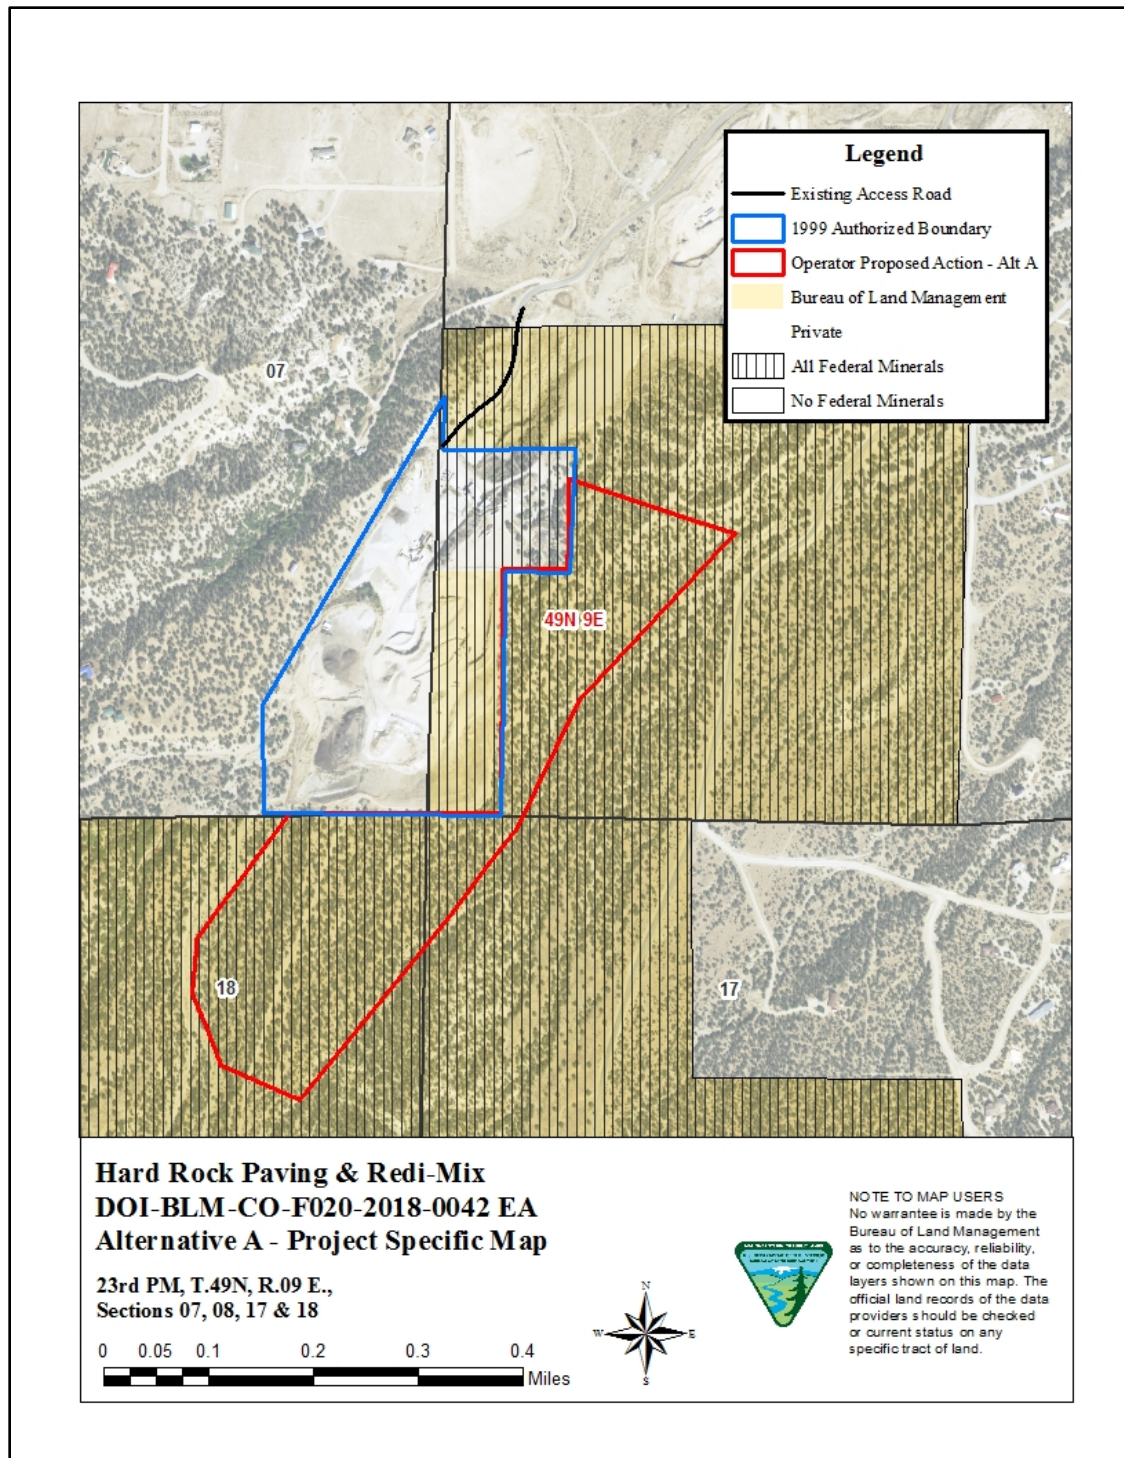 Legend
Existing Access Road
1999 Authorized Boundary
Operator Proposed Action - Alt A
Bureau of Land Management
Private
All Federal Minerals
No Federal Minerals
07
49N 9E
18
17
Hard Rock Paving & Redi-Mix
DOI-BLM-CO-F020-2018-0042 EA
Alternative A - Project Specific Map
23rd PM, T.49N, R.09 E.,
Sections 07, 08, 17 & 18
0 0.05 0.1 0.2 0.3 0.4
Miles
N
W E
S
NOTE TO MAP USERS
No warrantee is made by the
Bureau of Land Management
as to the accuracy, reliability,
or completeness of the data
layers shown on this map. The
official land records of the data
providers should be checked
or current status on any
specific tract of land.